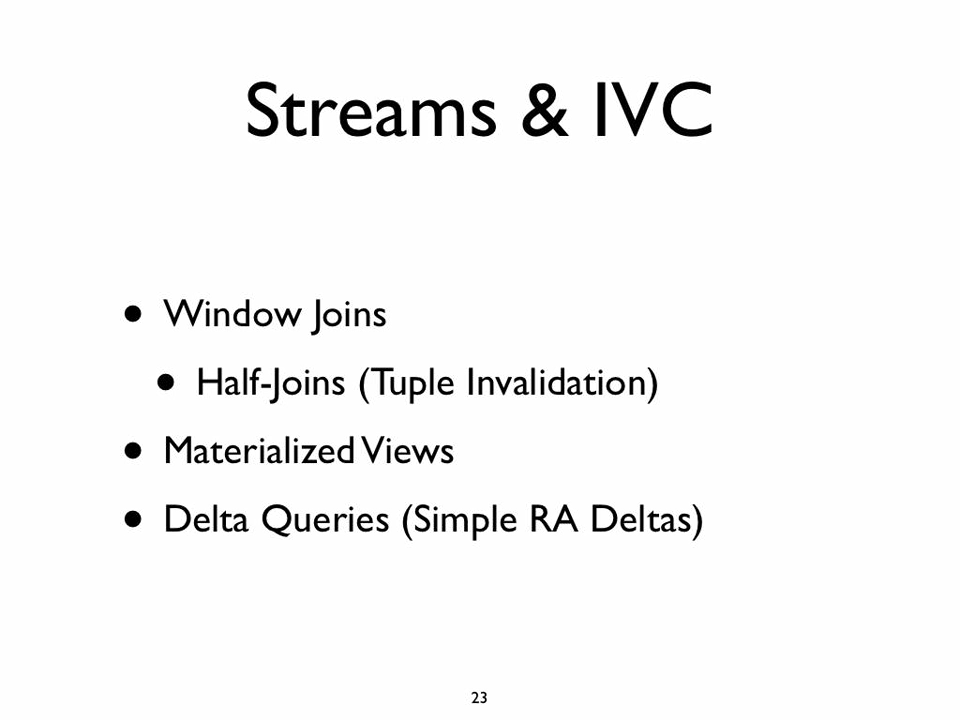 Streams & IVC
• Window Joins
• Half-Joins (Tuple Invalidation)
• Materialized Views
• Delta Queries (Simple RA Deltas)
23